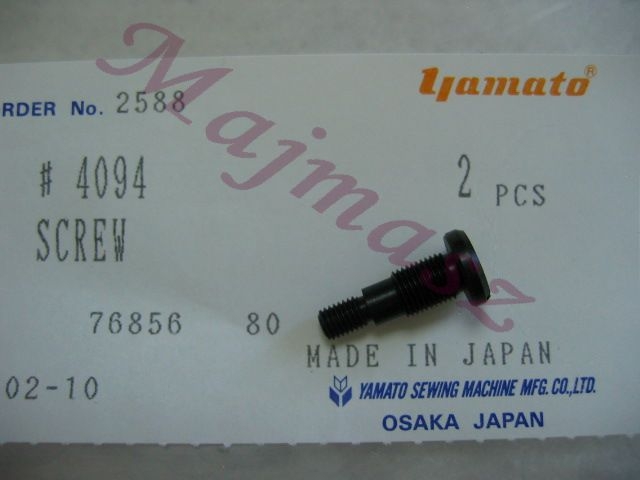 yamato®
RDER No. 2588
# 4094 2 PCS
SCREW
76856 80
MADE IN JAPAN
02-10
YAMATO SEWING MACHINE MFG.CO.,LTD.
OSAKA JAPAN
Majmasz